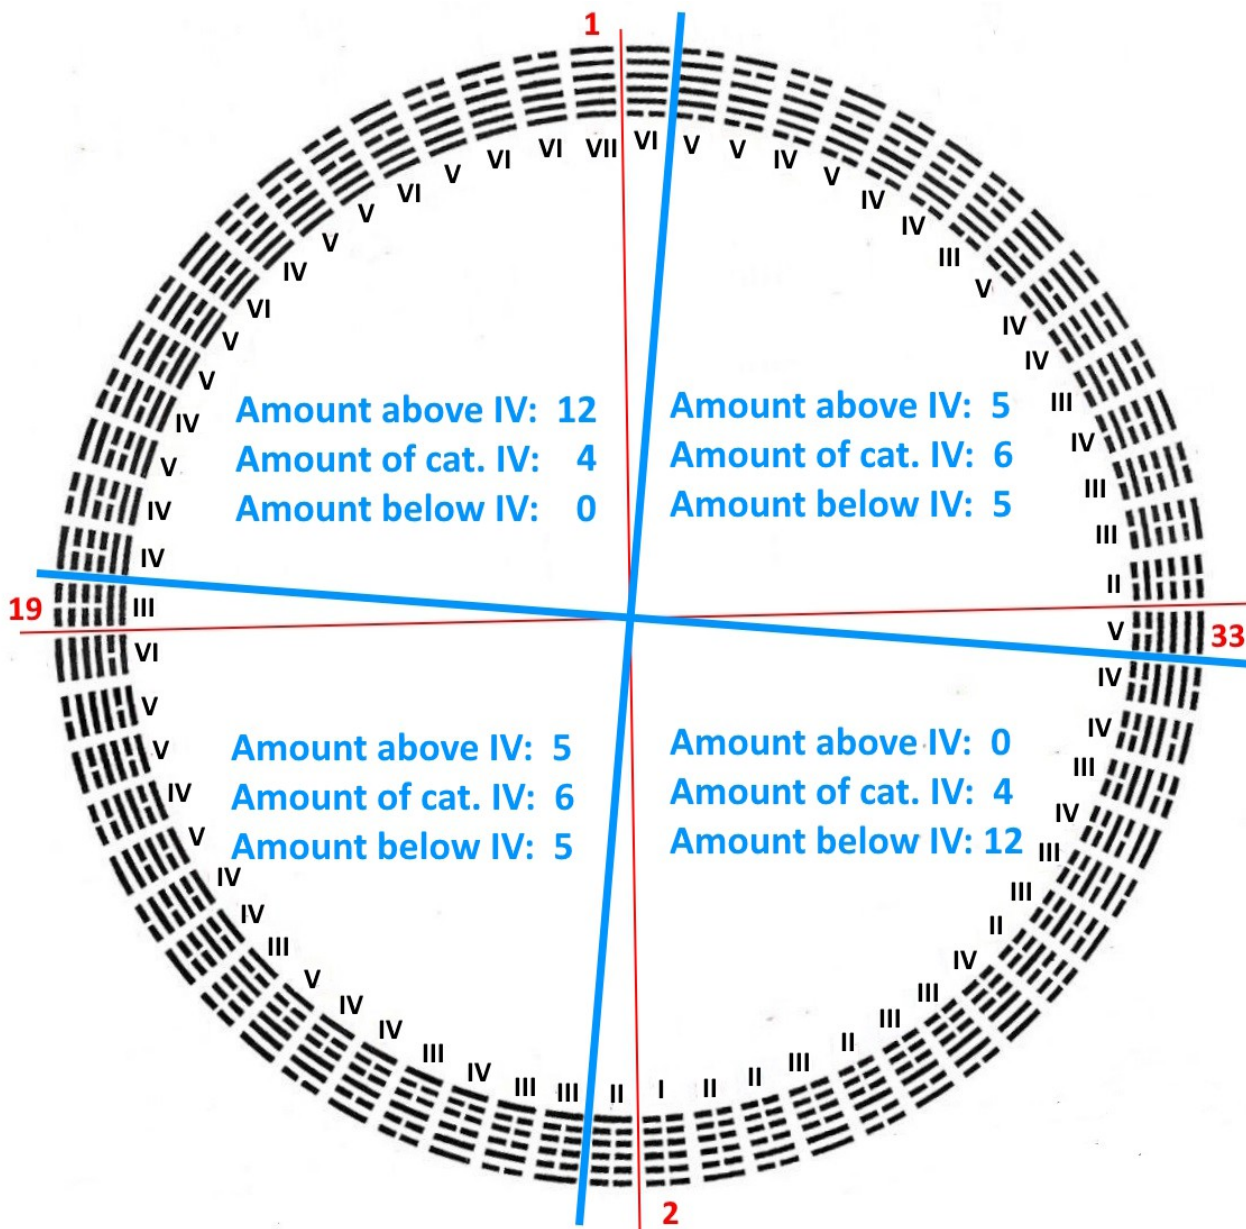 1
VII
VI
V
V
IV
V
IV
IV
III
V
IV
IV
III
IV
III
III
II
33
V
IV
IV
III
IV
III
III
II
IV
III
III
II
III
II
II
I
2
II
III
III
IV
III
IV
IV
V
III
IV
IV
V
IV
V
V
VI
19
III
IV
IV
V
IV
V
V
VI
IV
V
V
VI
V
VI
VI
Amount above IV: 12
Amount of cat. IV: 4
Amount below IV: 0
Amount above IV: 5
Amount of cat. IV: 6
Amount below IV: 5
Amount above IV: 5
Amount of cat. IV: 6
Amount below IV: 5
Amount above IV: 0
Amount of cat. IV: 4
Amount below IV: 12